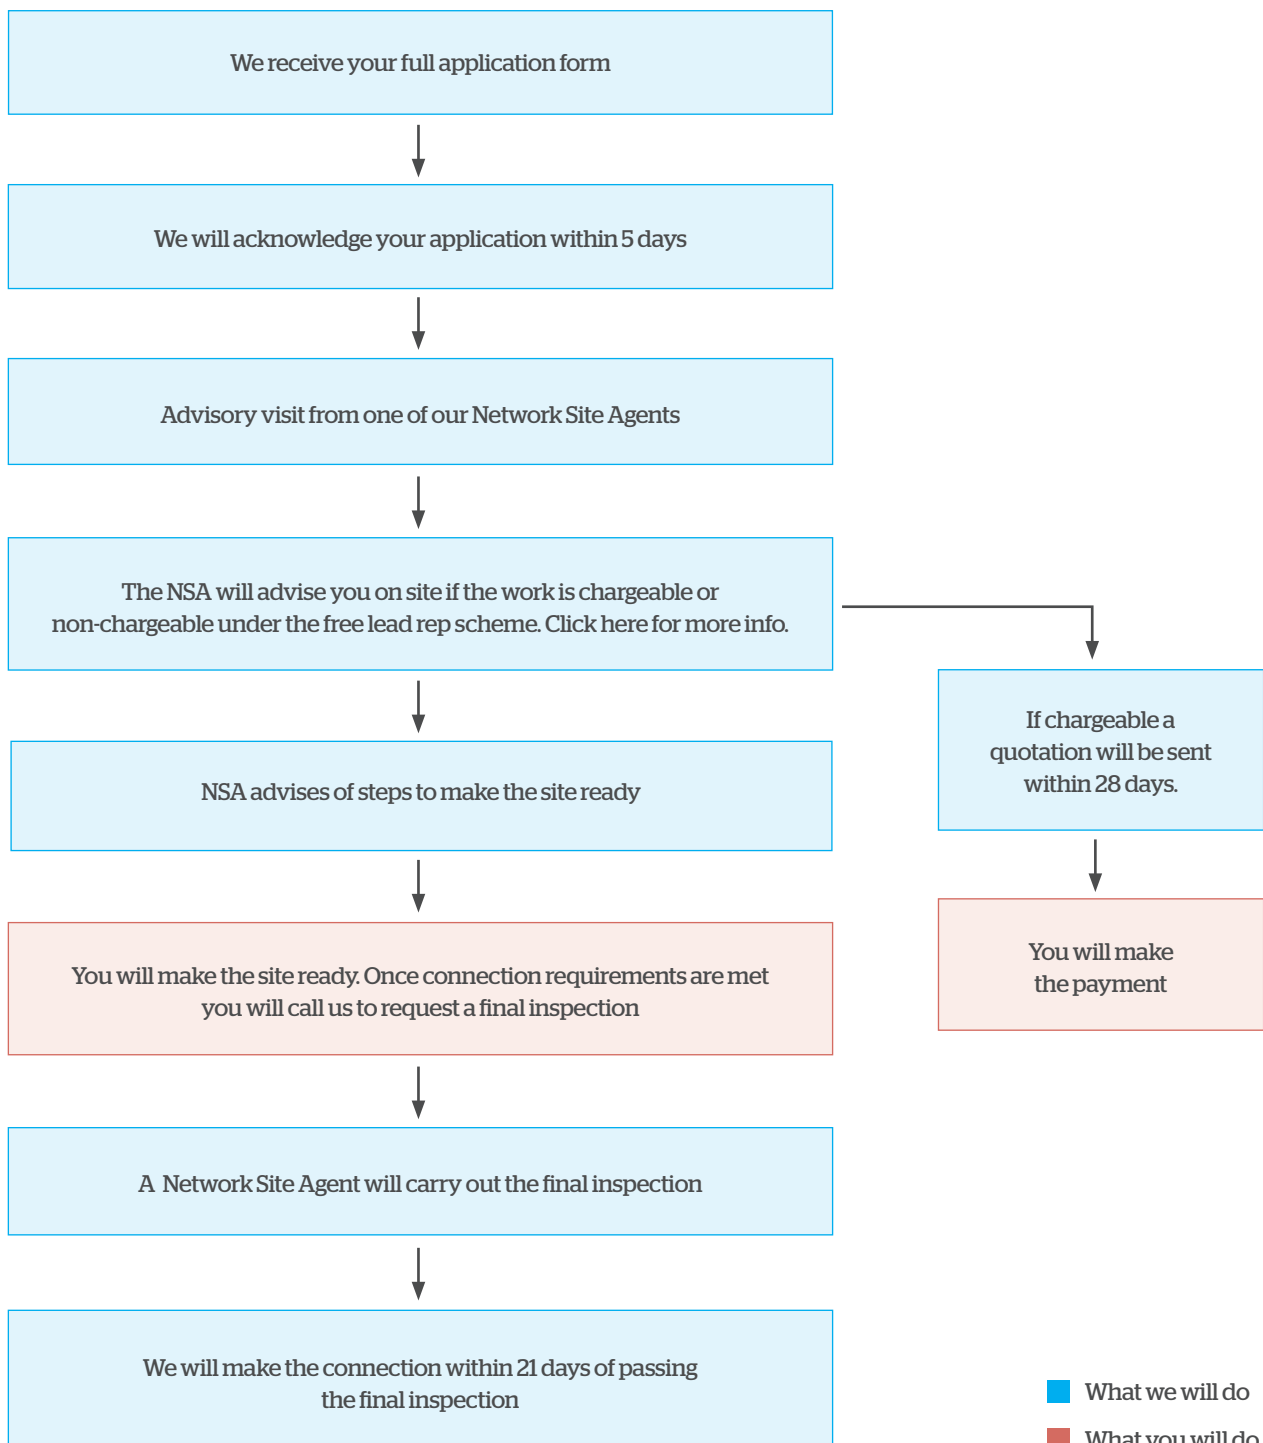 We receive your full application form
We will acknowledge your application within 5 days
Advisory visit from one of our Network Site Agents
The NSA will advise you on site if the work is chargeable or
non-chargeable under the free lead rep scheme. Click here for more info.
If chargeable a
quotation will be sent
within 28 days.
NSA advises of steps to make the site ready
You will make the site ready. Once connection requirements are met
you will call us to request a final inspection
You will make
the payment
A Network Site Agent will carry out the final inspection
We will make the connection within 21 days of passing
the final inspection
What we will do
What you will do